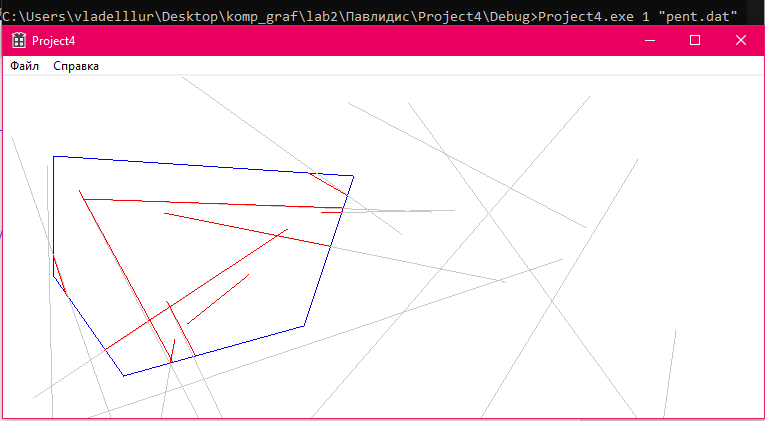 C:\Users\vladelllur\Desktop\komp_graf\lab2\Павлидис\Project4\Debug>Project4.exe 1 "pent.dat"
Project4
Файл Справка